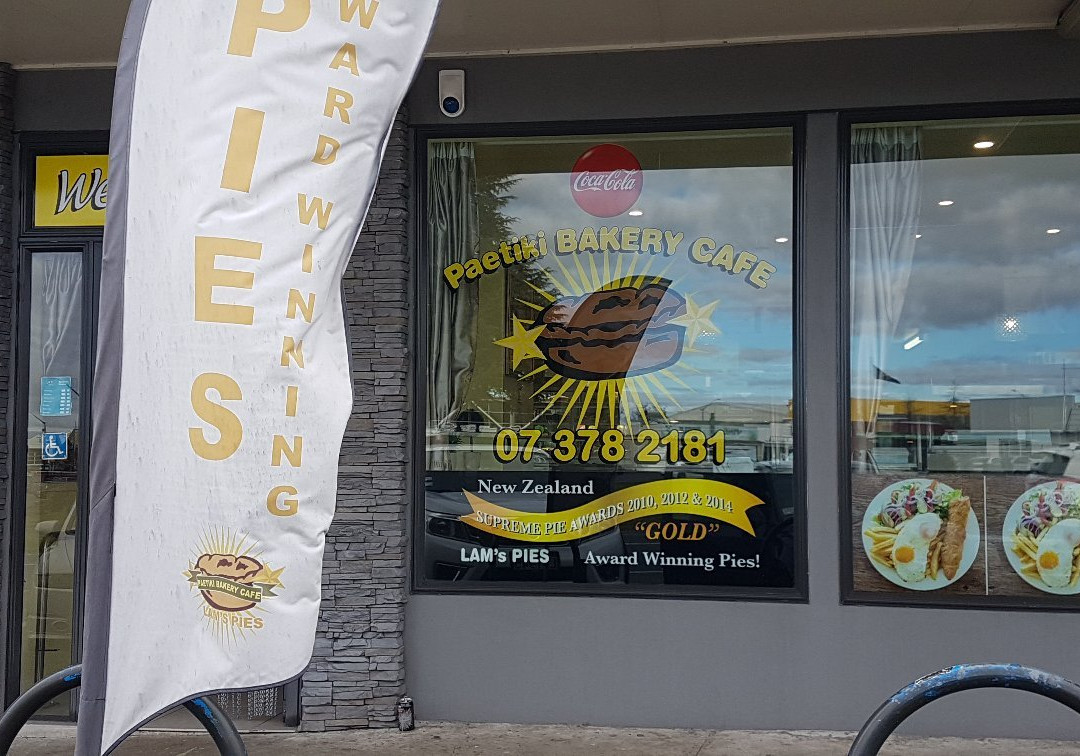 PIES
WARD WINNING
PAETIKI BAKERY CAFE
LAM'S PIES
We
Coca-Cola
Paetiki BAKERY CAFE
07 378 2181
New Zealand
SUPREME PIE AWARDS 2010, 2012 & 2014
"GOLD"
LAM's PIES
Award Winning Pies!